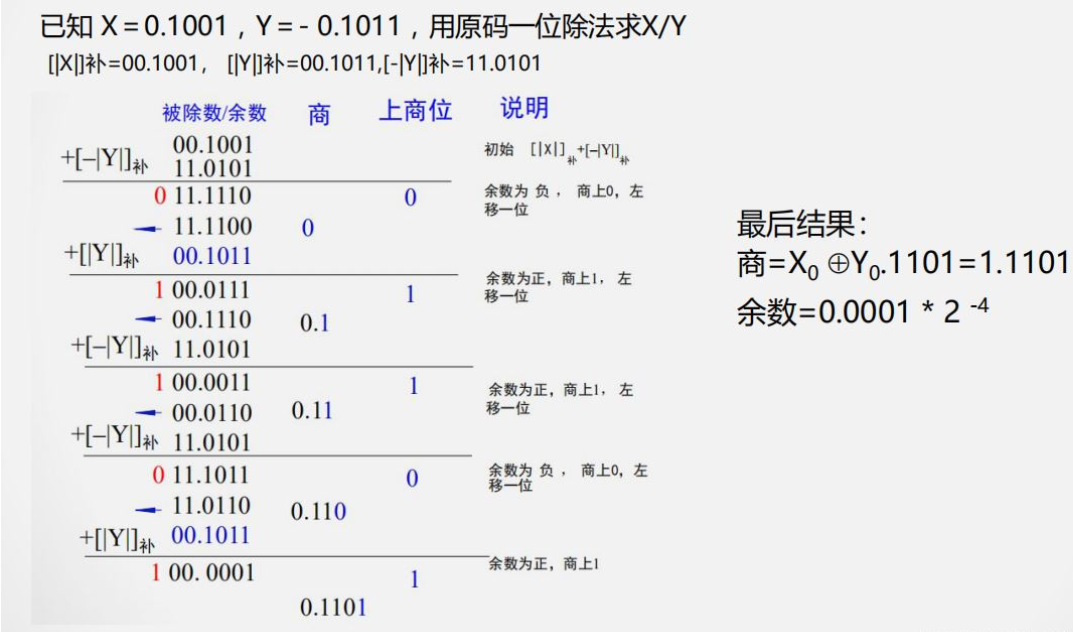 已知 X = 0.1001 , Y = - 0.1011 , 用原码一位除法求X/Y
[|X|]补=00.1001, [|Y|]补=00.1011,[-|Y|]补=11.0101
被除数/余数 商 上商位 说明
00.1001
+[–|Y|]补 11.0101 初始 [|X|]补+[–|Y|]补
0 11.1110 0 余数为 负 , 商上0, 左
移一位
11.1100 0
+[|Y|]补 00.1011
1 00.0111 1 余数为正, 商上1, 左
移一位
00.1110 0.1
+[–|Y|]补 11.0101
1 00.0011 1 余数为正, 商上1, 左
移一位
00.0110 0.11
+[–|Y|]补 11.0101
0 11.1011 0 余数为 负 , 商上0, 左
移一位
11.0110 0.110
+[|Y|]补 00.1011
1 00. 0001 1 余数为正, 商上1
0.1101
最后结果:
商=X0 ⊕Y0.1101=1.1101
余数=0.0001 * 2 -4